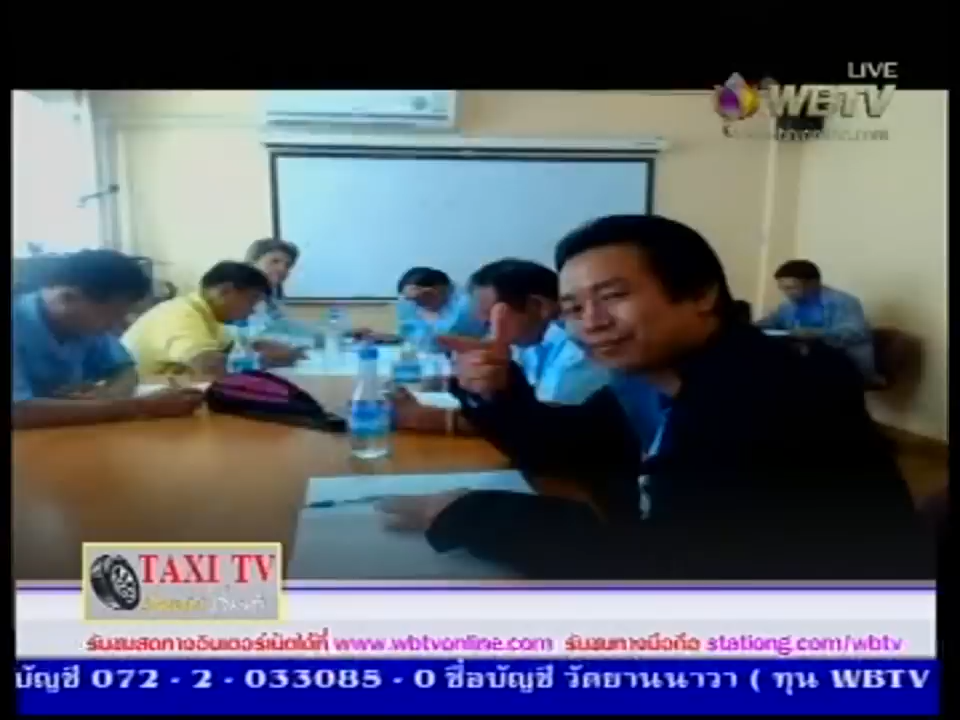 LIVE
WBTV
TAXI TV
รับชมสดทางอินเตอร์เน็ตได้ที่ www.wbtvonline.com รับชมทางมือถือ stationg.com/wbtv
บัญชี 072 - 2 - 033085 - 0 ชื่อบัญชี วัดยานนาวา ( ทุน WBTV